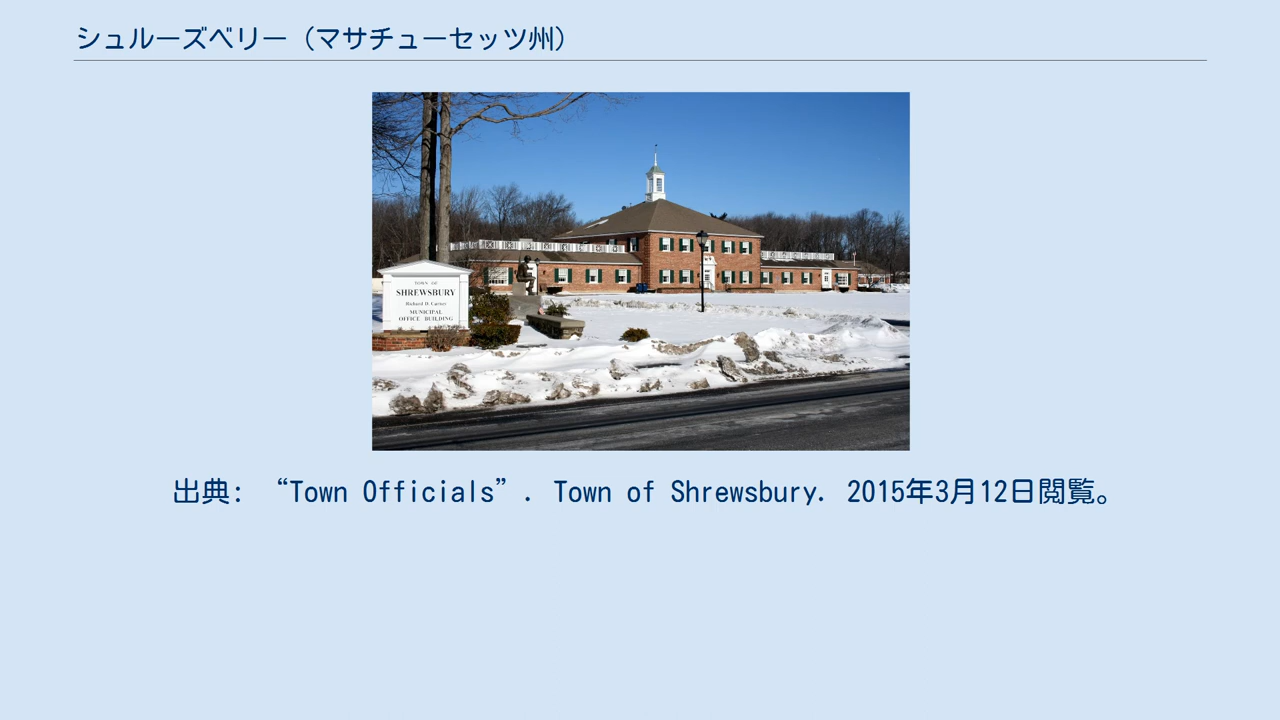 シュルーズベリー（マサチューセッツ州）
TOWN OF
SHREWSBURY
Richard D. Carney
MUNICIPAL
OFFICE BUILDING
出典: “Town Officials”. Town of Shrewsbury. 2015年3月12日閲覧。